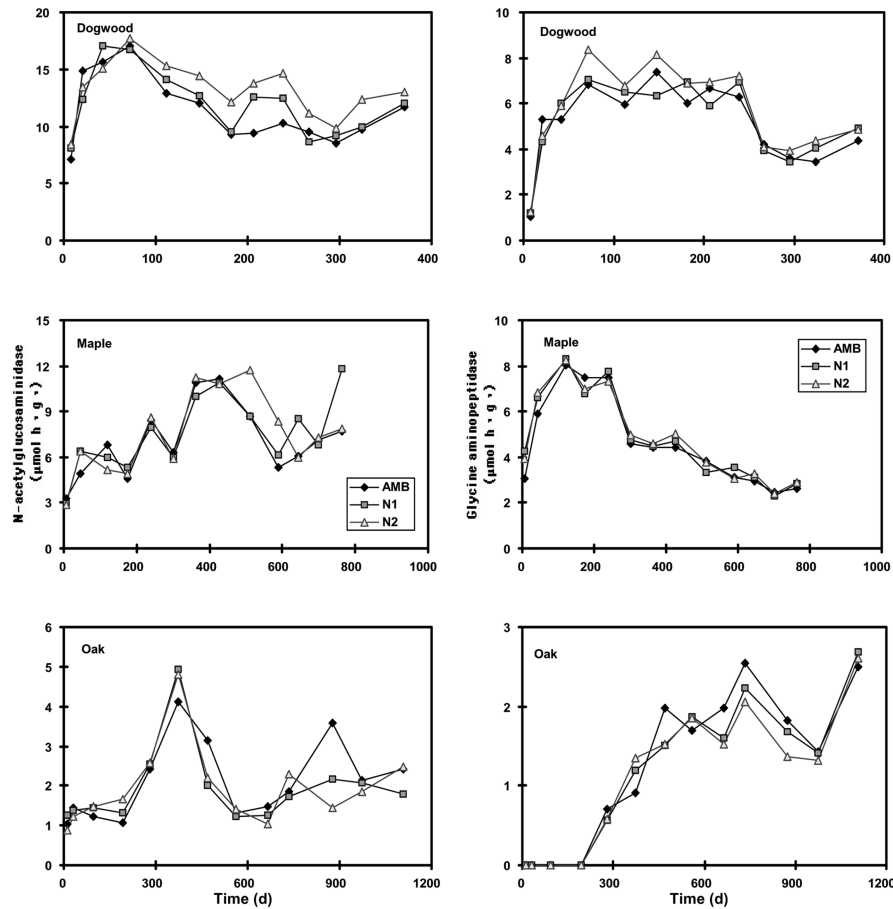 Dogwood
20
15
10
5
0
0 100 200 300 400
Dogwood
10
8
6
4
2
0
0 100 200 300 400
N-acetylglucosaminidase
(µmol h g )
Maple
15
12
9
6
3
0
0 200 400 600 800 1000
AMB
N1
N2
Glycine aminopeptidase
(µmol h g )
Maple
10
8
6
4
2
0
0 200 400 600 800 1000
AMB
N1
N2
Oak
6
5
4
3
2
1
0
0 300 600 900 1200
Time (d)
Oak
3
2
1
0
0 300 600 900 1200
Time (d)